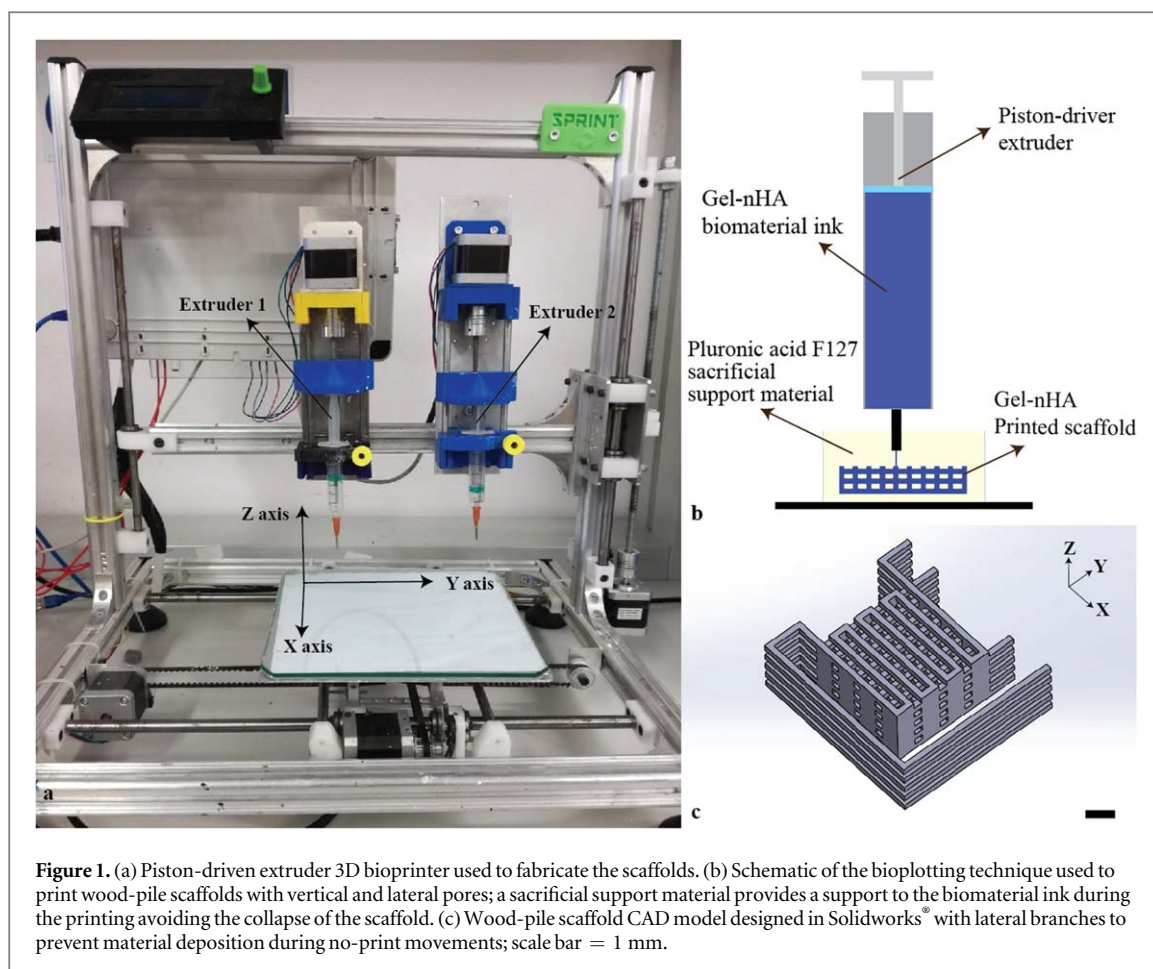 SPRINT
Extruder 1
Extruder 2
Z axis
Y axis
X axis
a
Piston-driver
extruder
Gel-nHA
biomaterial ink
Pluronic acid F127
sacrificial
support material
Gel-nHA
Printed scaffold
b
Z
Y
X
c
Figure 1. (a) Piston-driven extruder 3D bioprinter used to fabricate the scaffolds. (b) Schematic of the bioplotting technique used to
print wood-pile scaffolds with vertical and lateral pores; a sacrificial support material provides a support to the biomaterial ink during
the printing avoiding the collapse of the scaffold. (c) Wood-pile scaffold CAD model designed in Solidworks® with lateral branches to
prevent material deposition during no-print movements; scale bar = 1 mm.